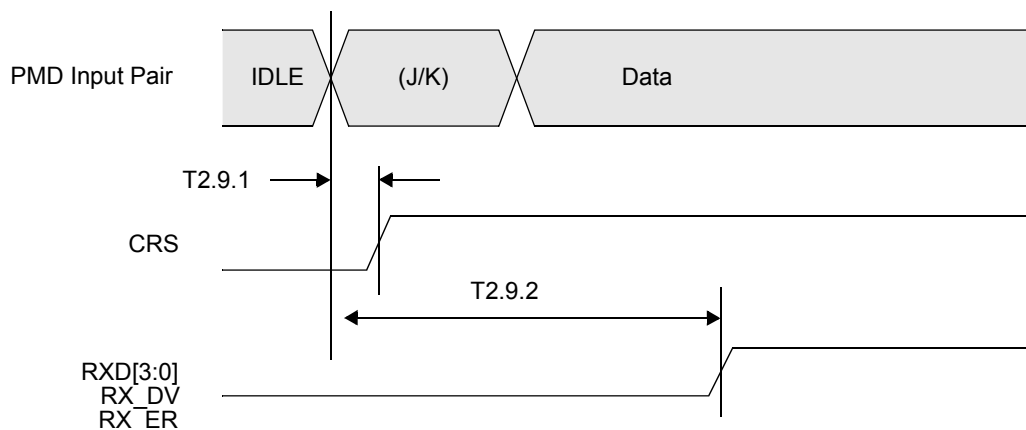 PMD Input Pair IDLE (J/K) Data
T2.9.1
CRS
T2.9.2
RXD[3:0]
RX_DV
RX_ER